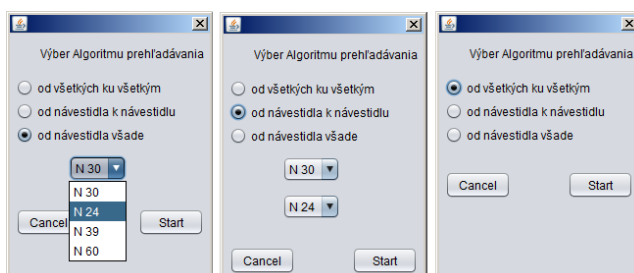 Výber Algoritmu prehľadávania
od všetkých ku všetkým
od návestidla k návestidlu
od návestidla všade
N 30
N 30
N 24
N 39
N 60
Cancel Start
Výber Algoritmu prehľadávania
od všetkých ku všetkým
od návestidla k návestidlu
od návestidla všade
N 30
N 24
Cancel Start
Výber Algoritmu prehľadávania
od všetkých ku všetkým
od návestidla k návestidlu
od návestidla všade
Cancel Start